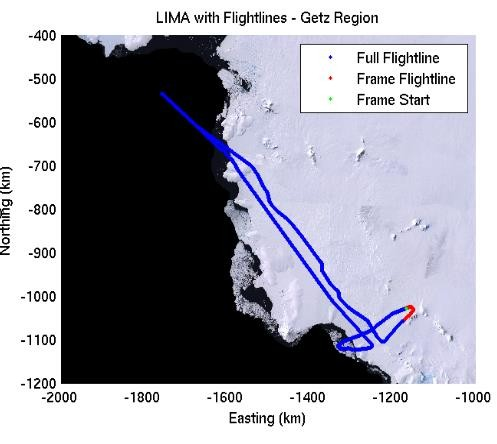 LIMA with Flightlines - Getz Region
Full Flightline
Frame Flightline
Frame Start
-400
-500
-600
-700
-800
-900
-1000
-1100
-1200
Northing (km)
-2000 -1800 -1600 -1400 -1200 -1000
Easting (km)